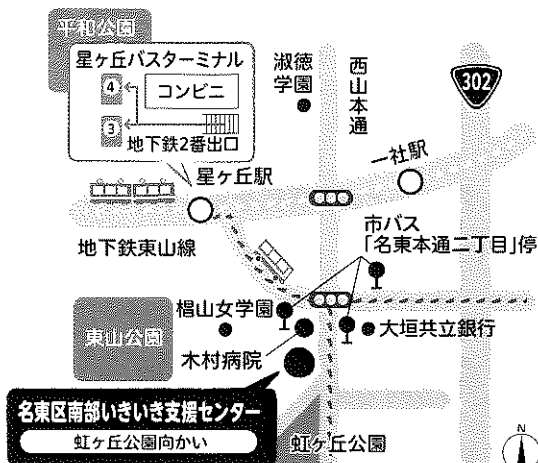 平和公園
星ヶ丘バスターミナル
4
コンビニ
3
地下鉄2番出口
淑徳
学園
西山本通
302
一社駅
星ヶ丘駅
地下鉄東山線
市バス
「名東本通二丁目」停
椙山女学園
大垣共立銀行
東山公園
木村病院
名東区南部いきいき支援センター
虹ヶ丘公園向かい
虹ヶ丘公園
N